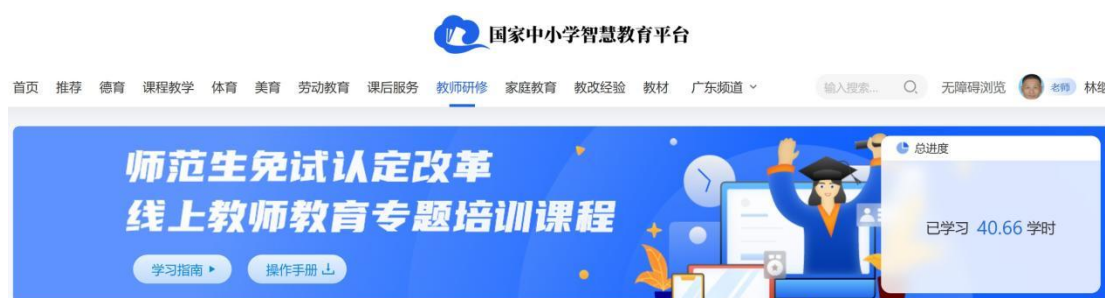 国家中小学智慧教育平台
首页 推荐 德育 课程教学 体育 美育 劳动教育 课后服务 教师研修 家庭教育 教改经验 教材 广东频道 输入搜索... 无障碍浏览 老师 林
师范生免试认定改革
总进度
线上教师教育专题培训课程
已学习 40.66 学时
学习指南 操作手册